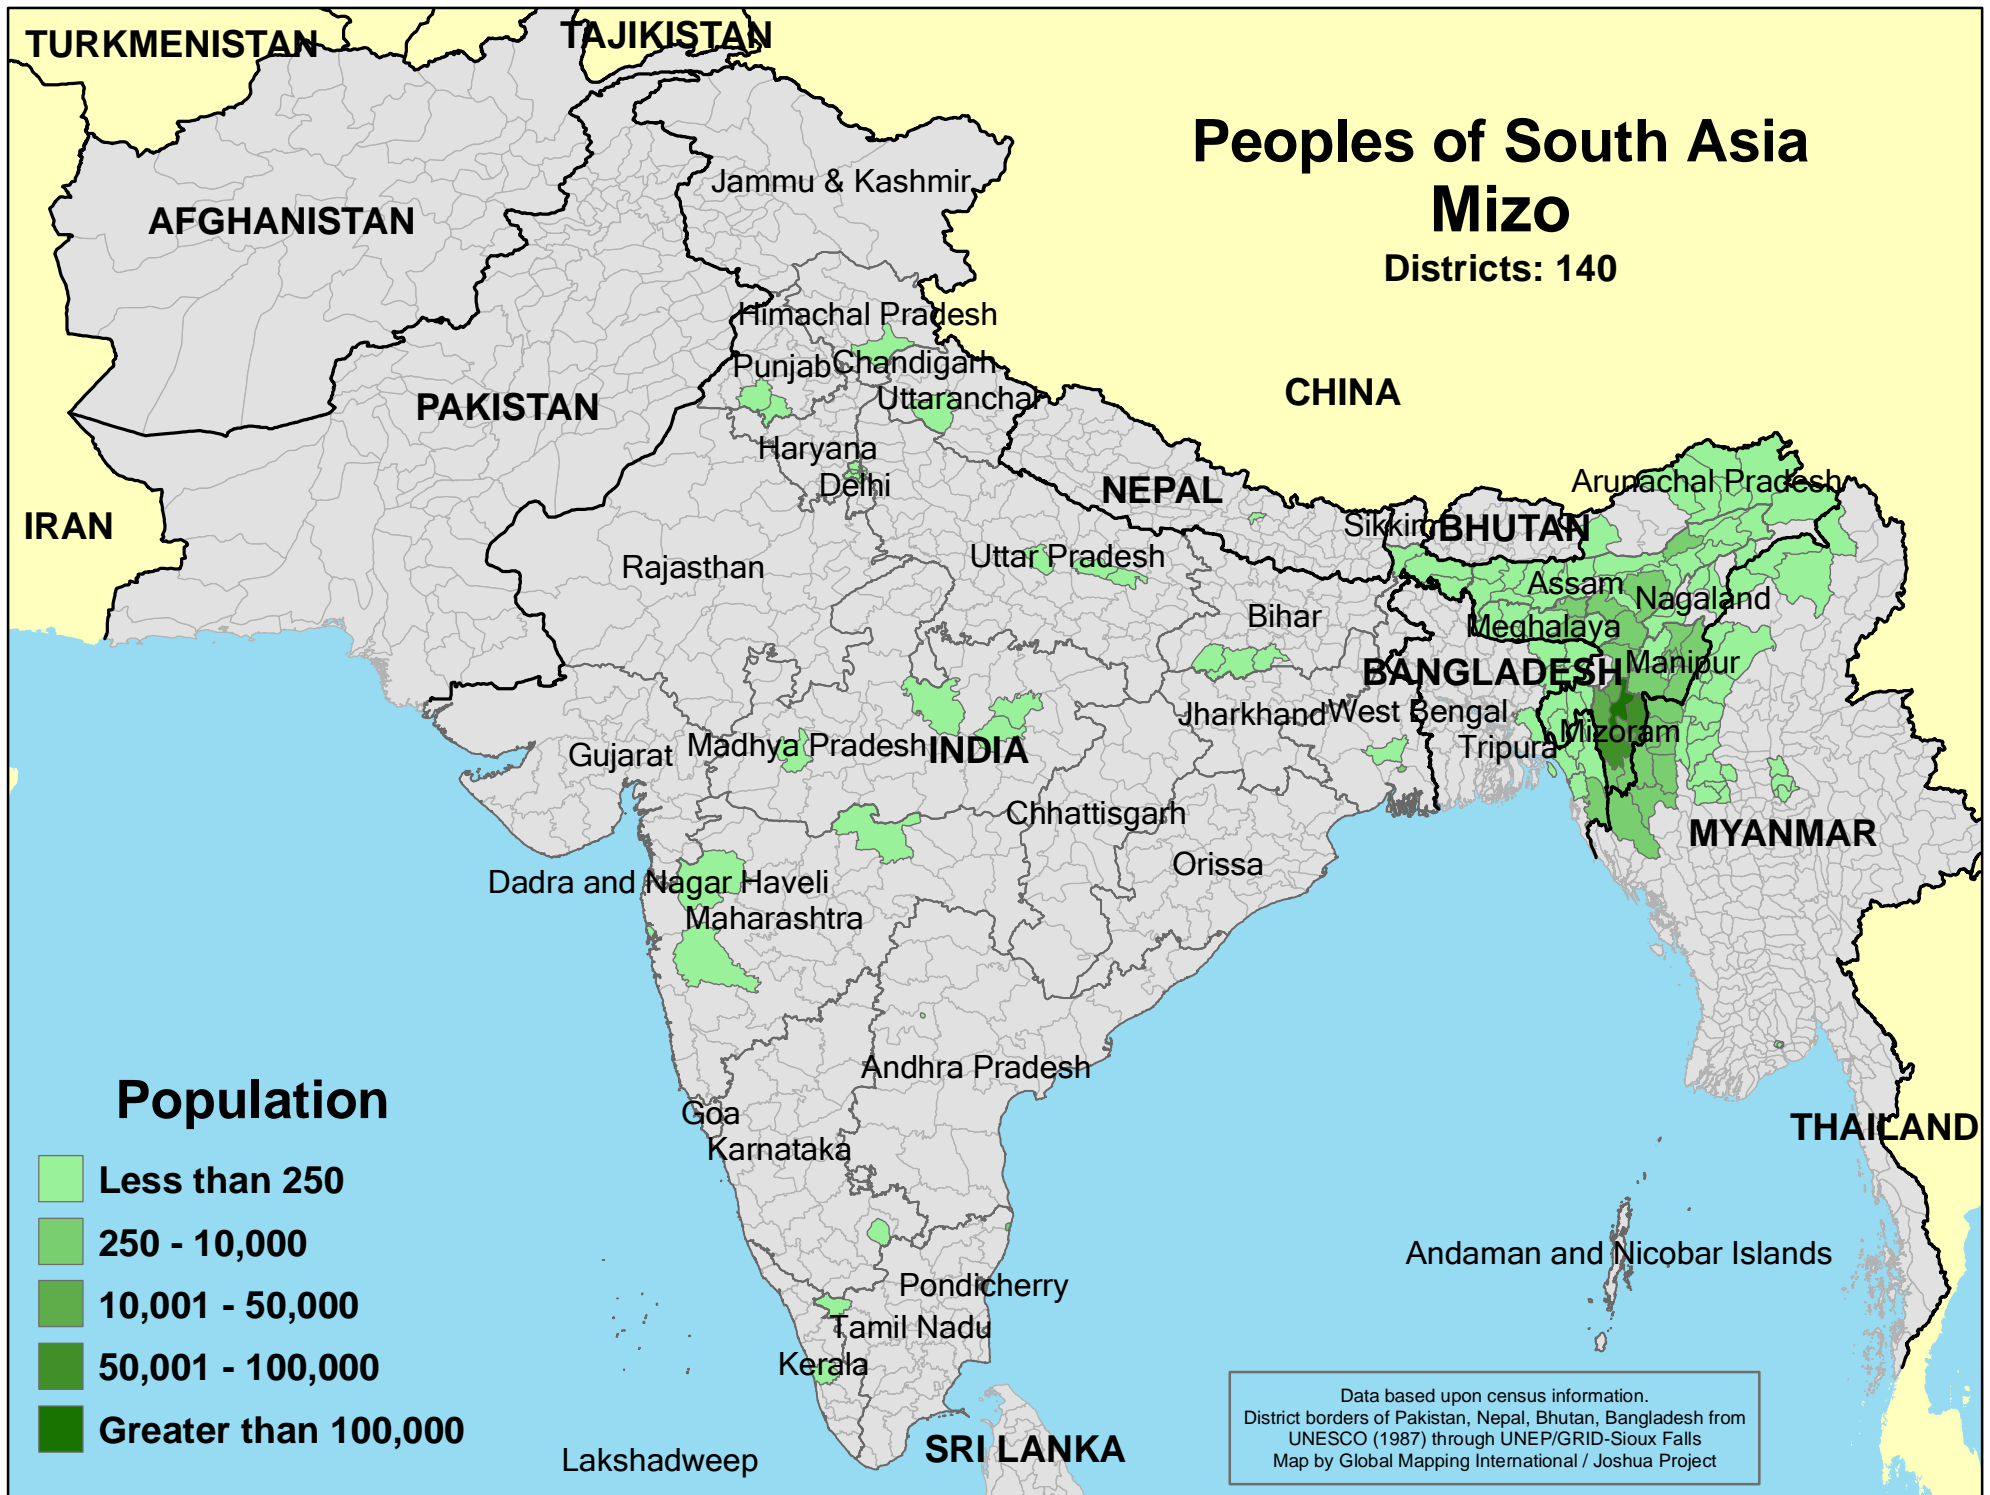 TURKMENISTAN
TAJIKISTAN
Peoples of South Asia
Mizo
Districts: 140
Jammu & Kashmir
AFGHANISTAN
Himachal Pradesh
Punjab
Chandigarh
CHINA
Uttaranchal
PAKISTAN
Haryana
Delhi
NEPAL
Arunachal Pradesh
IRAN
Sikkim
BHUTAN
Uttar Pradesh
Rajasthan
Assam
Nagaland
Bihar
Meghalaya
BANGLADESH
Manipur
Jharkhand
West Bengal
Mizoram
Tripura
Gujarat
Madhya Pradesh
INDIA
Chhattisgarh
MYANMAR
Orissa
Dadra and Nagar Haveli
Maharashtra
Andhra Pradesh
Population
Goa
THAILAND
Karnataka
Less than 250
250 - 10,000
Andaman and Nicobar Islands
Pondicherry
10,001 - 50,000
Tamil Nadu
50,001 - 100,000
Kerala
Greater than 100,000
Lakshadweep
SRI LANKA
Data based upon census information.
District borders of Pakistan, Nepal, Bhutan, Bangladesh from
UNESCO (1987) through UNEP/GRID-Sioux Falls
Map by Global Mapping International / Joshua Project